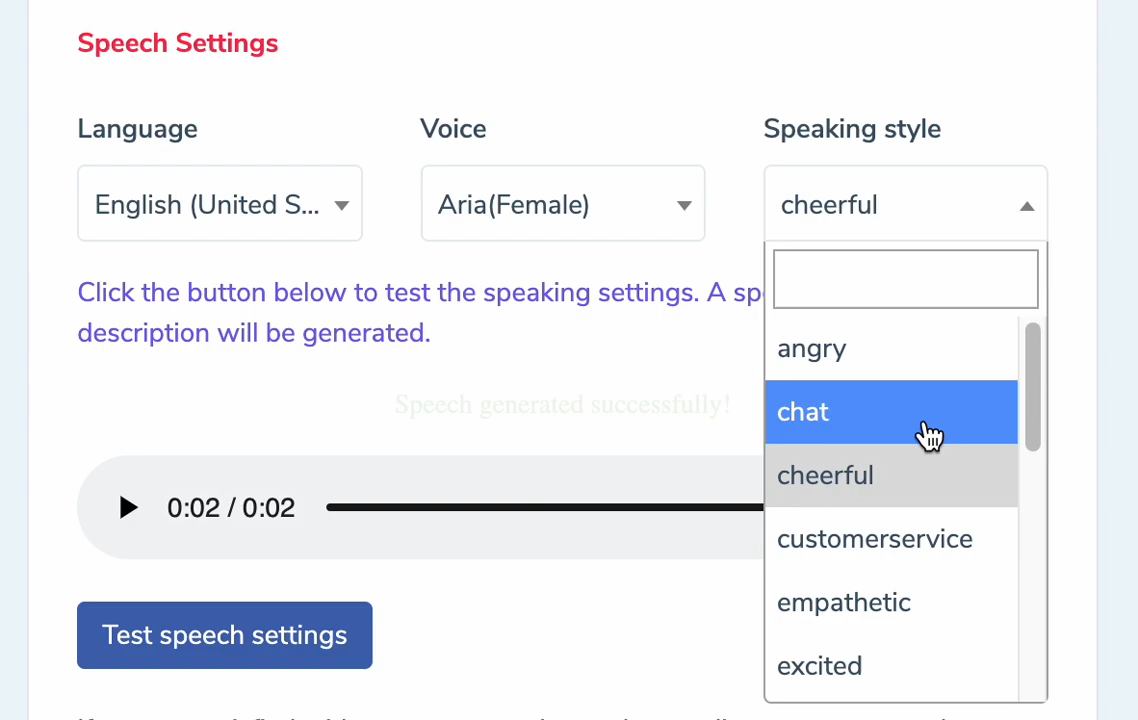 Speech Settings
Language
Voice
Speaking style
English (United S...
Aria(Female)
cheerful
Click the button below to test the speaking settings. A sp
description will be generated.
angry
Speech generated successfully!
chat
cheerful
0:02 / 0:02
customerservice
empathetic
Test speech settings
excited